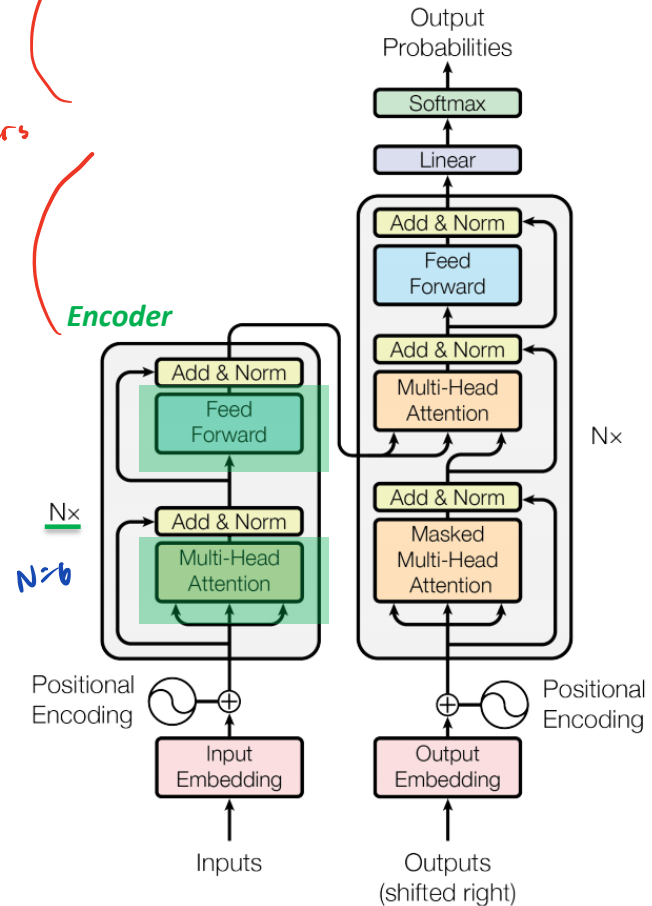 Output
Probabilities
Softmax
rs
Linear
Add & Norm
Feed
Forward
Encoder
Add & Norm
Multi-Head
Attention
Add & Norm
Feed
Forward
Nx
Add & Norm
Masked
Multi-Head
Attention
Nx
Add & Norm
Multi-Head
Attention
N=6
Positional
Encoding
Positional
Encoding
Input
Embedding
Output
Embedding
Inputs
Outputs
(shifted right)